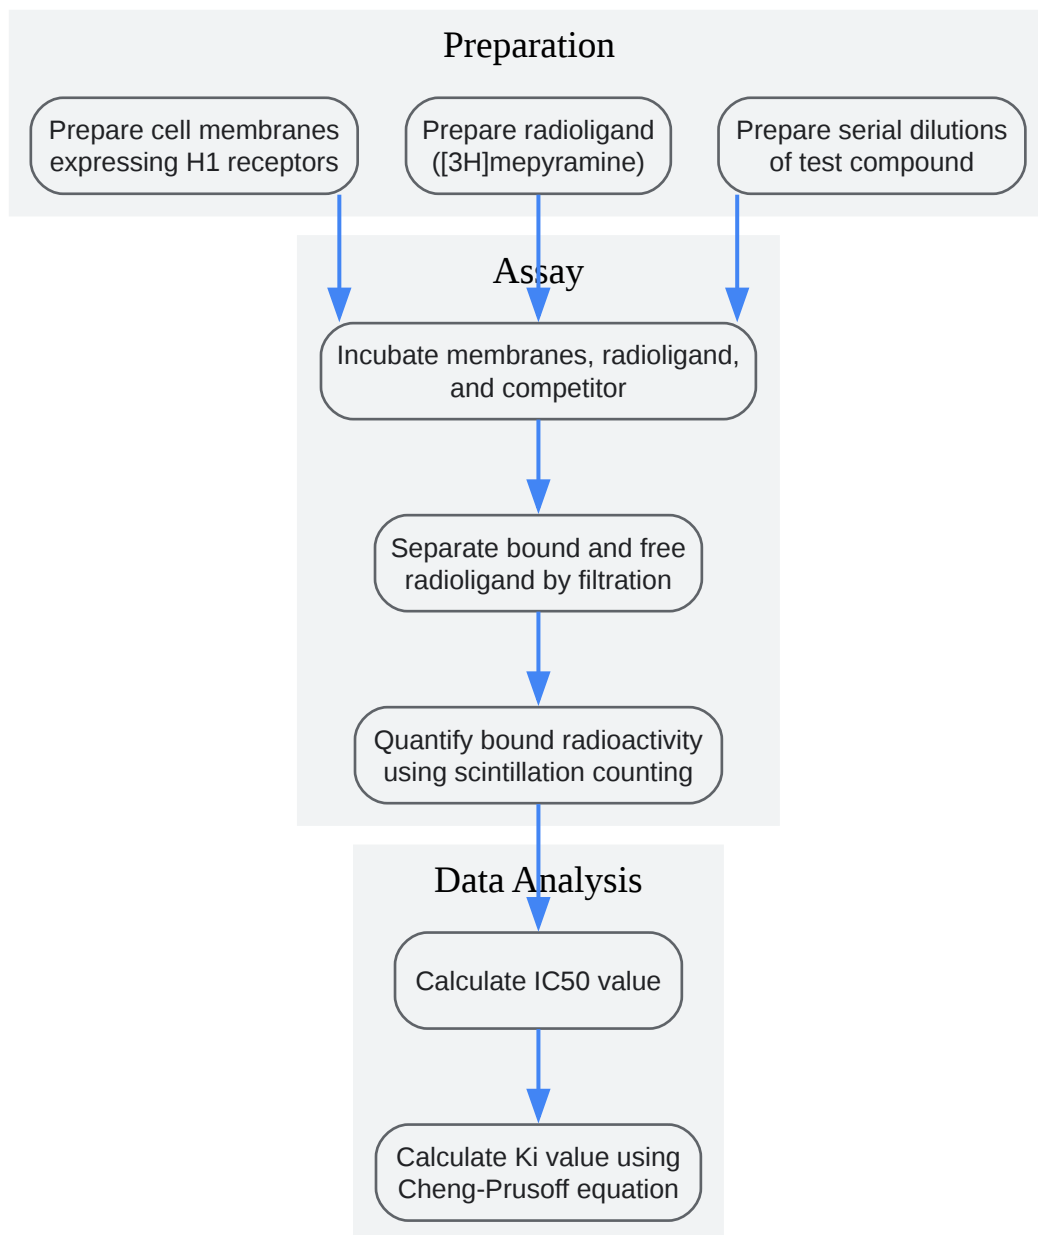 Preparation
Prepare cell membranes
expressing H1 receptors
Prepare radioligand
([3H]mepyramine)
Prepare serial dilutions
of test compound
Assay
Incubate membranes, radioligand,
and competitor
Separate bound and free
radioligand by filtration
Quantify bound radioactivity
using scintillation counting
Data Analysis
Calculate IC50 value
Calculate Ki value using
Cheng-Prusoff equation